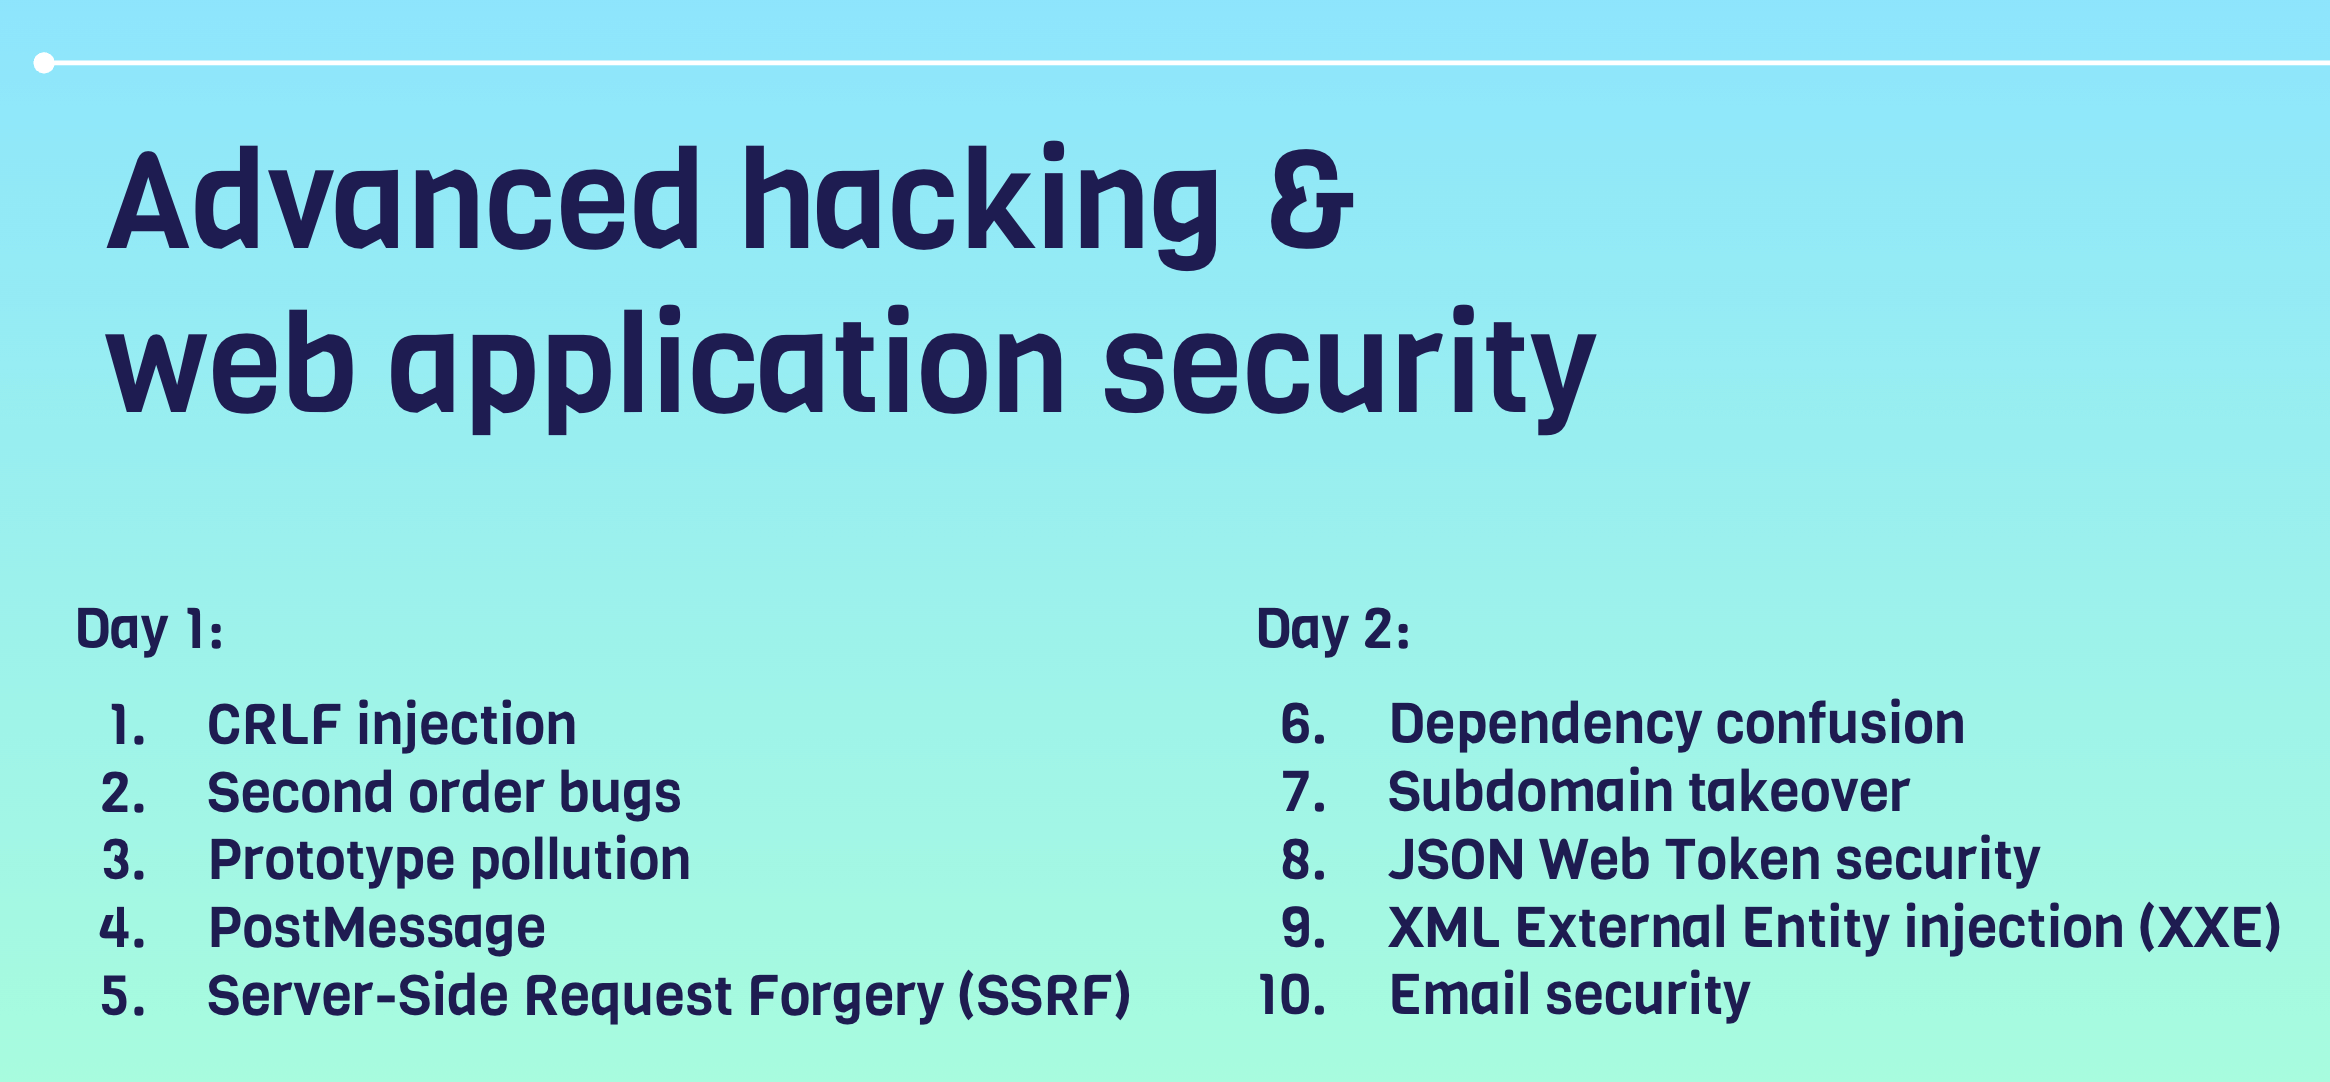 Advanced hacking &
web application security
Day 1:
1. CRLF injection
2. Second order bugs
3. Prototype pollution
4. PostMessage
5. Server-Side Request Forgery (SSRF)
Day 2:
6. Dependency confusion
7. Subdomain takeover
8. JSON Web Token security
9. XML External Entity injection (XXE)
10. Email security